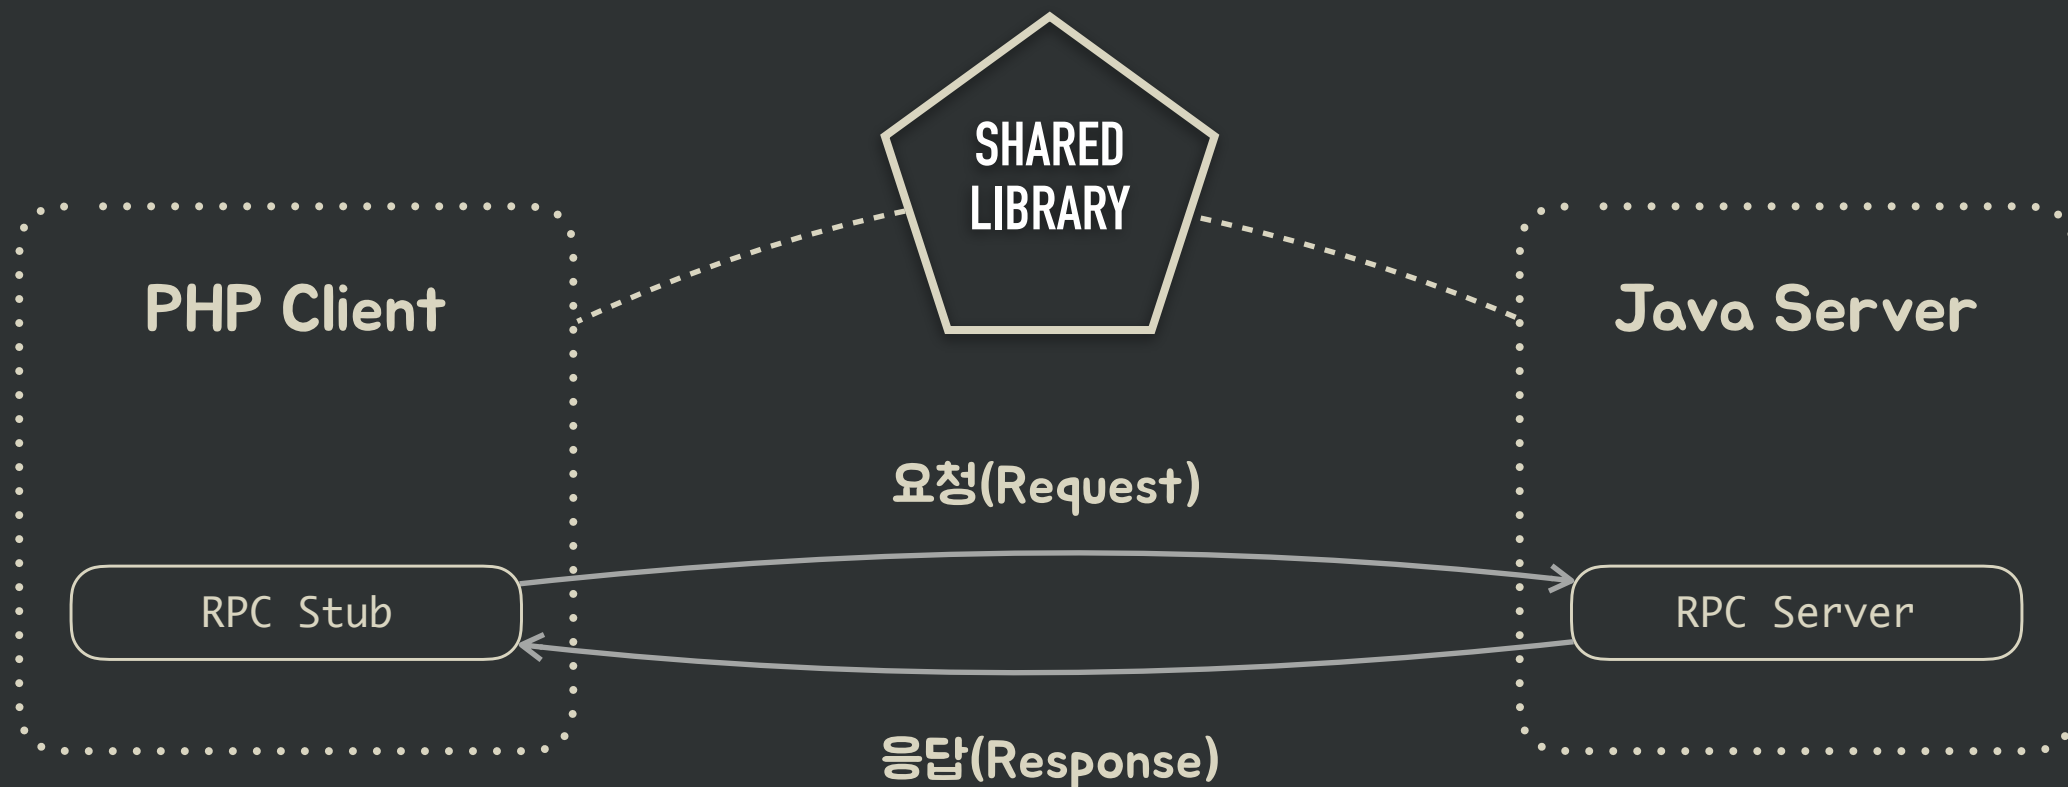 SHARED
LIBRARY
PHP Client
Java Server
요청(Request)
RPC Stub
RPC Server
응답(Response)